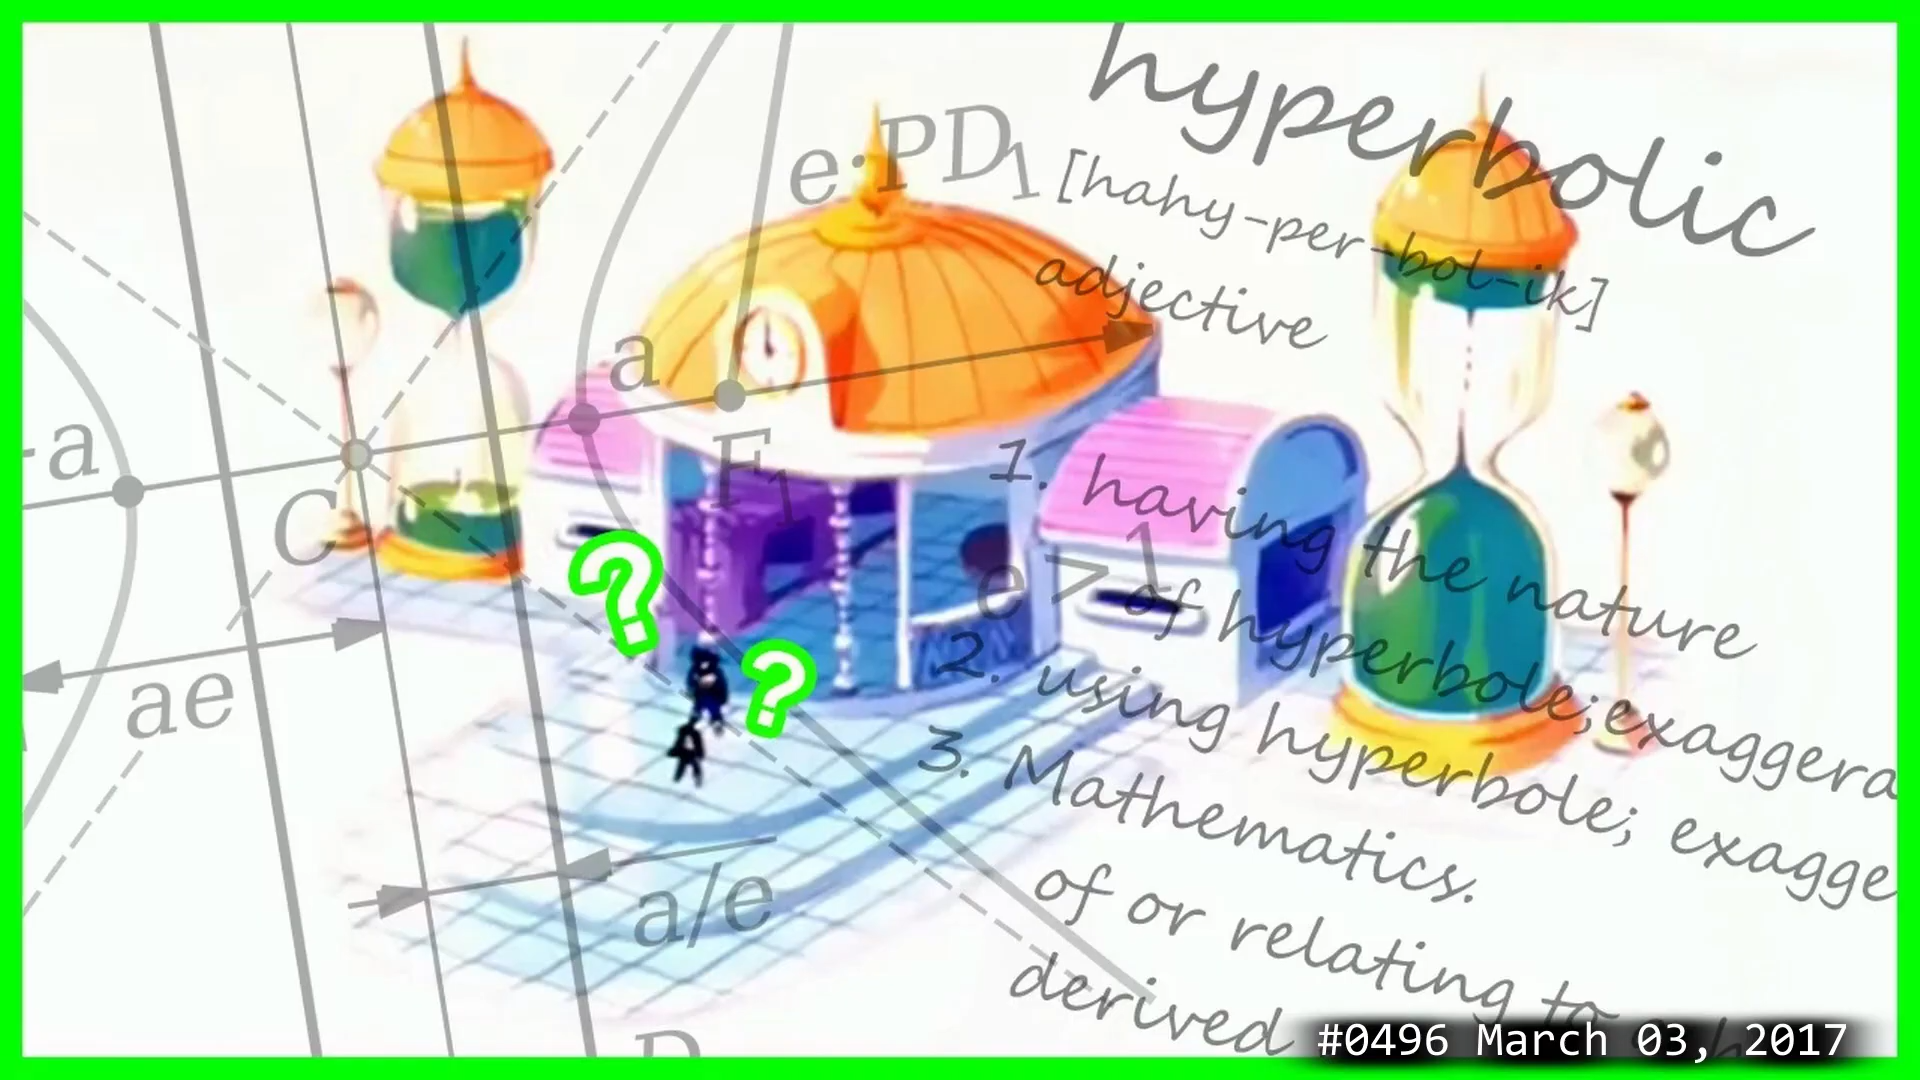 hyperbolic
e·PD1
[hahy-per-bol-ik]
adjective
a
-a
F1
C
1. having the nature
e > 1
of hyperbole; exaggera
2. using hyperbole; exagge
? ?
ae
3. Mathematics.
a/e
of or relating to
derived
#0496 March 03, 2017